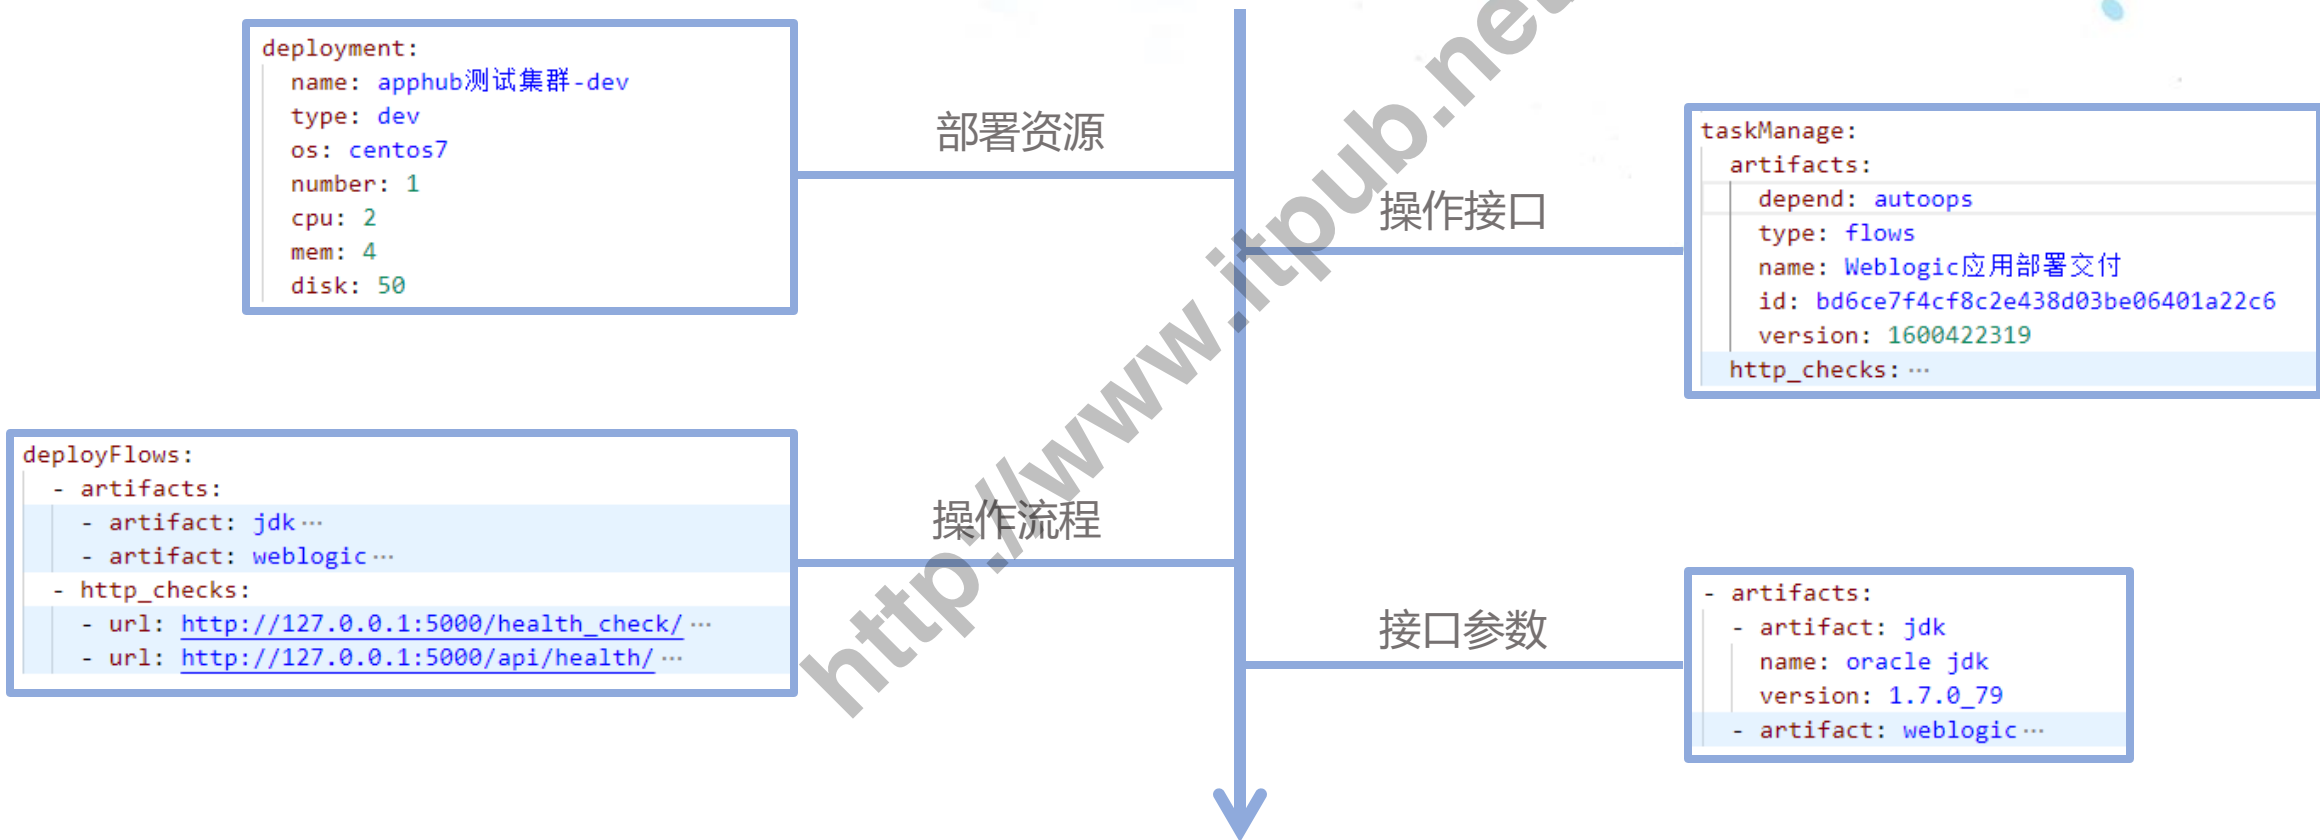 deployment:
name: apphub测试集群-dev
type: dev
os: centos7
number: 1
cpu: 2
mem: 4
disk: 50
部署资源
操作接口
taskManage:
artifacts:
depend: autoops
type: flows
name: Weblogic应用部署交付
id: bd6ce7f4cf8c2e438d03be06401a22c6
version: 1600422319
http_checks: ···
deployFlows:
- artifacts:
- artifact: jdk ···
- artifact: weblogic ···
- http_checks:
- url: http://127.0.0.1:5000/health_check/ ···
- url: http://127.0.0.1:5000/api/health/ ···
操作流程
接口参数
- artifacts:
- artifact: jdk
name: oracle jdk
version: 1.7.0_79
- artifact: weblogic ···
http://www.itpub.net